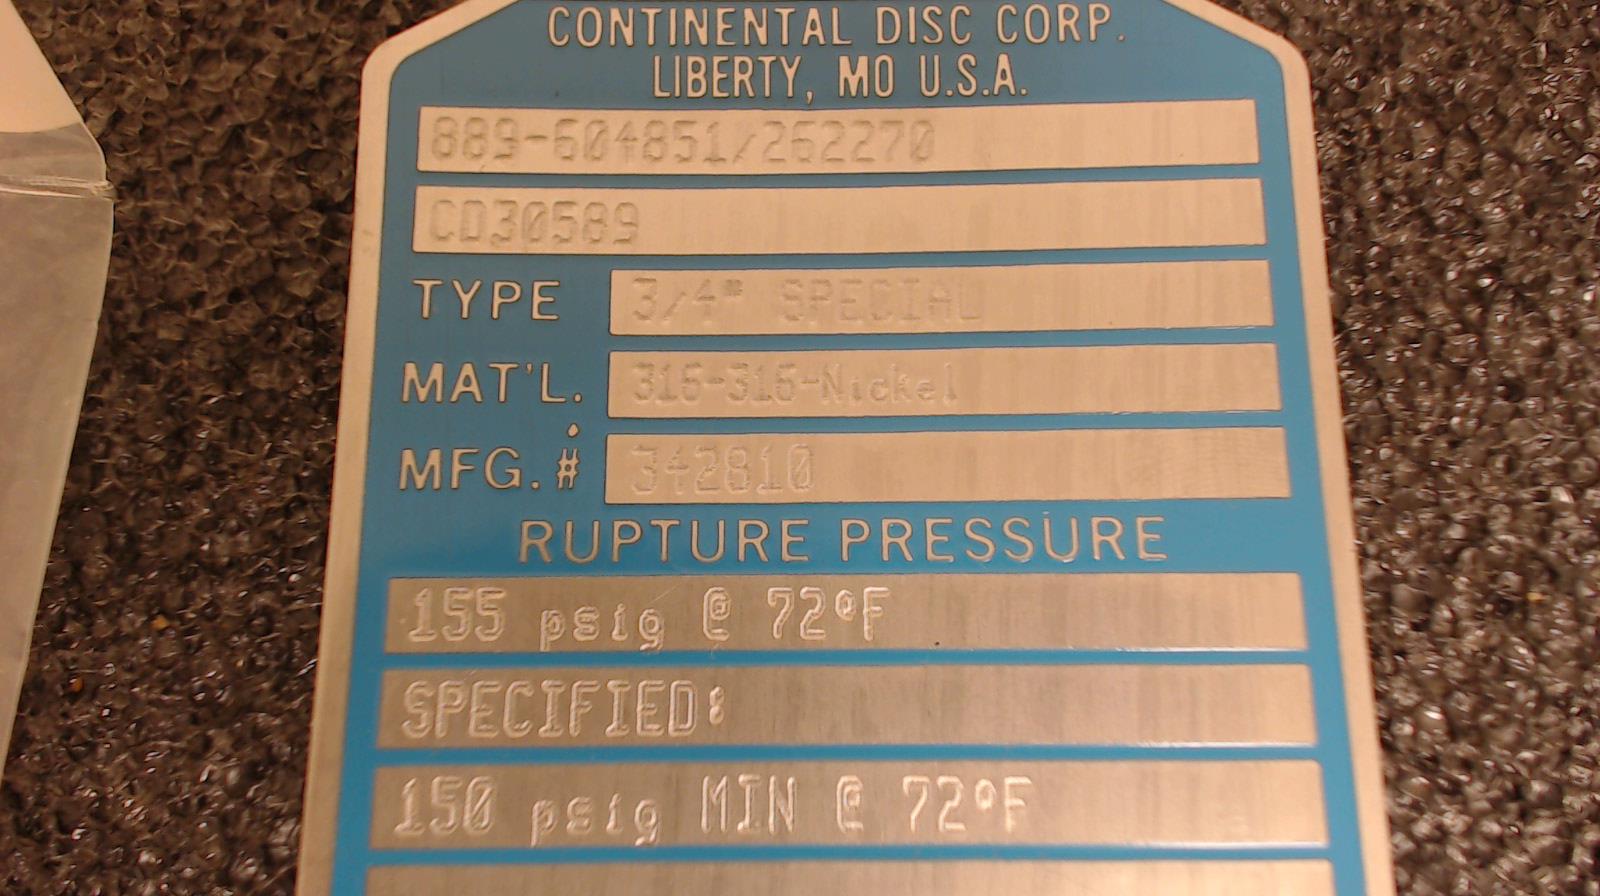 CONTINENTAL DISC CORP.
LIBERTY, MO U.S.A.
889-604851/262270
CD30589
TYPE 3/4" SPECIAL
MAT'L. 316-316-Nickel
MFG.# 342810
RUPTURE PRESSURE
155 psig @ 72°F
SPECIFIED:
150 psig MIN @ 72°F